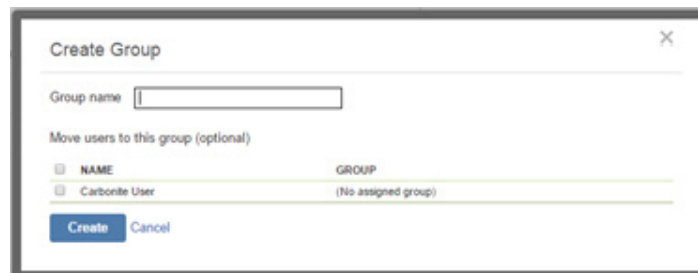 Create Group
Group name
Move users to this group (optional)
NAME GROUP
Carbonite User (No assigned group)
Create Cancel